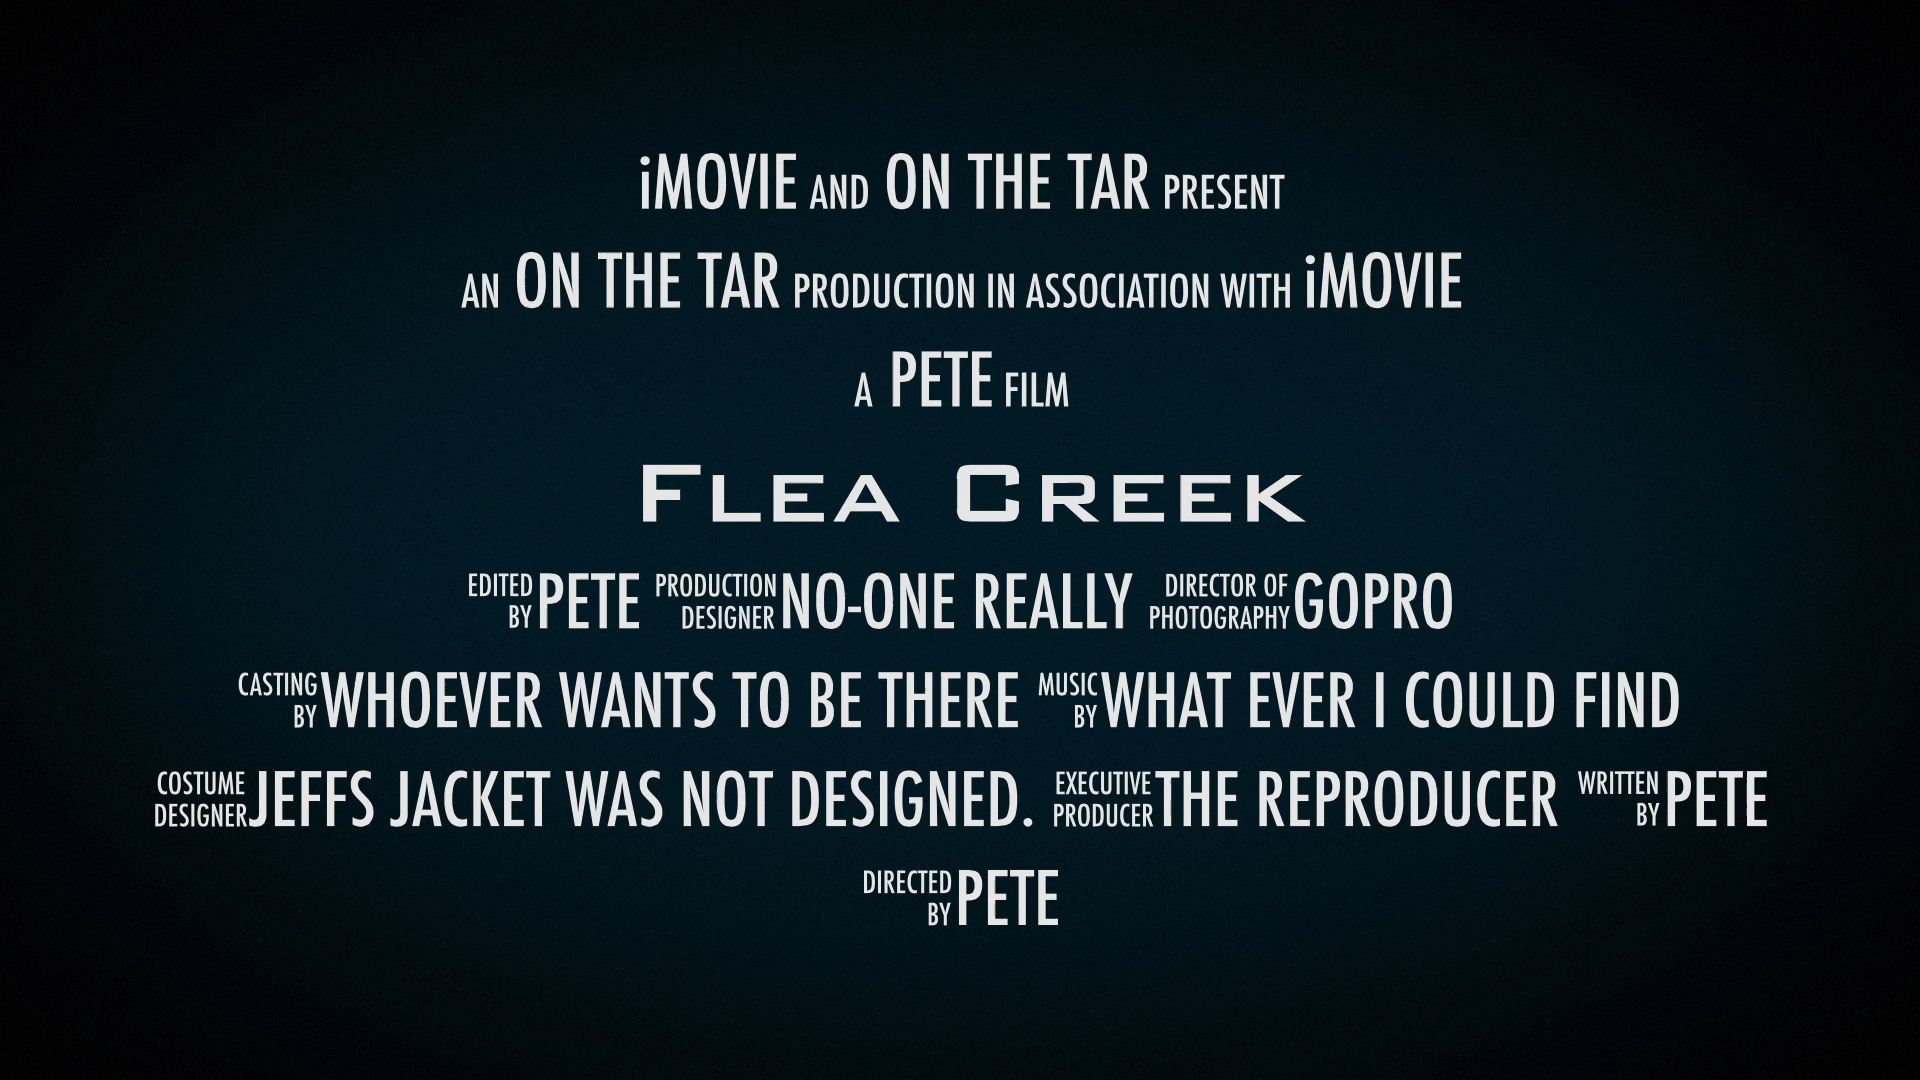 iMOVIE AND ON THE TAR PRESENT
AN ON THE TAR PRODUCTION IN ASSOCIATION WITH iMOVIE
A PETE FILM
FLEA CREEK
EDITED BY PETE PRODUCTION DESIGNER NO-ONE REALLY DIRECTOR OF PHOTOGRAPHY GOPRO
CASTING BY WHOEVER WANTS TO BE THERE MUSIC BY WHAT EVER I COULD FIND
COSTUME DESIGNER JEFFS JACKET WAS NOT DESIGNED. EXECUTIVE PRODUCER THE REPRODUCER WRITTEN BY PETE
DIRECTED BY PETE